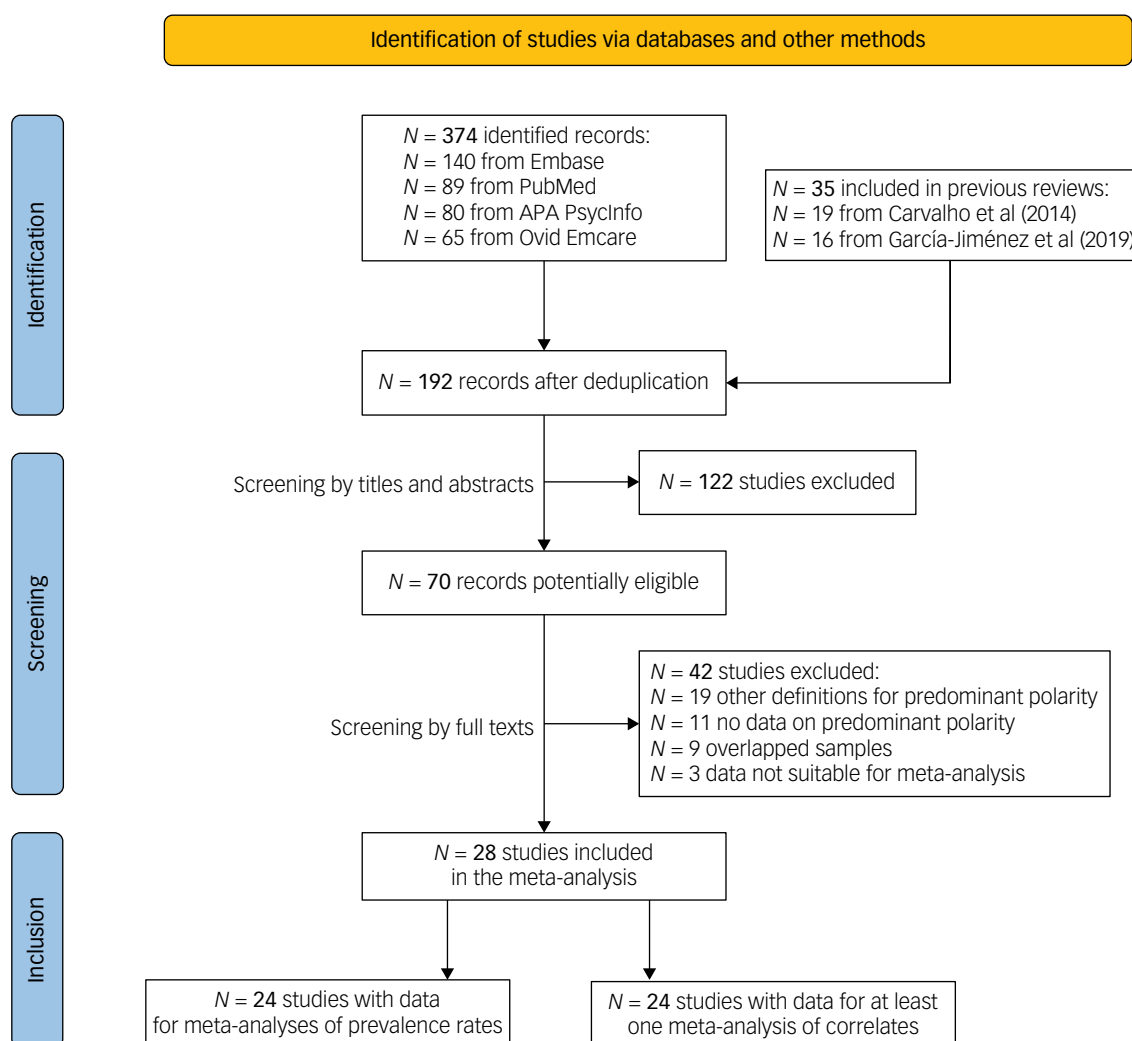 Identification of studies via databases and other methods
Identification
N = 374 identified records:
N = 140 from Embase
N = 89 from PubMed
N = 80 from APA PsycInfo
N = 65 from Ovid Emcare
N = 35 included in previous reviews:
N = 19 from Carvalho et al (2014)
N = 16 from García-Jiménez et al (2019)
N = 192 records after deduplication
Screening
Screening by titles and abstracts
N = 122 studies excluded
N = 70 records potentially eligible
Screening by full texts
N = 42 studies excluded:
N = 19 other definitions for predominant polarity
N = 11 no data on predominant polarity
N = 9 overlapped samples
N = 3 data not suitable for meta-analysis
Inclusion
N = 28 studies included
in the meta-analysis
N = 24 studies with data
for meta-analyses of prevalence rates
N = 24 studies with data for at least
one meta-analysis of correlates